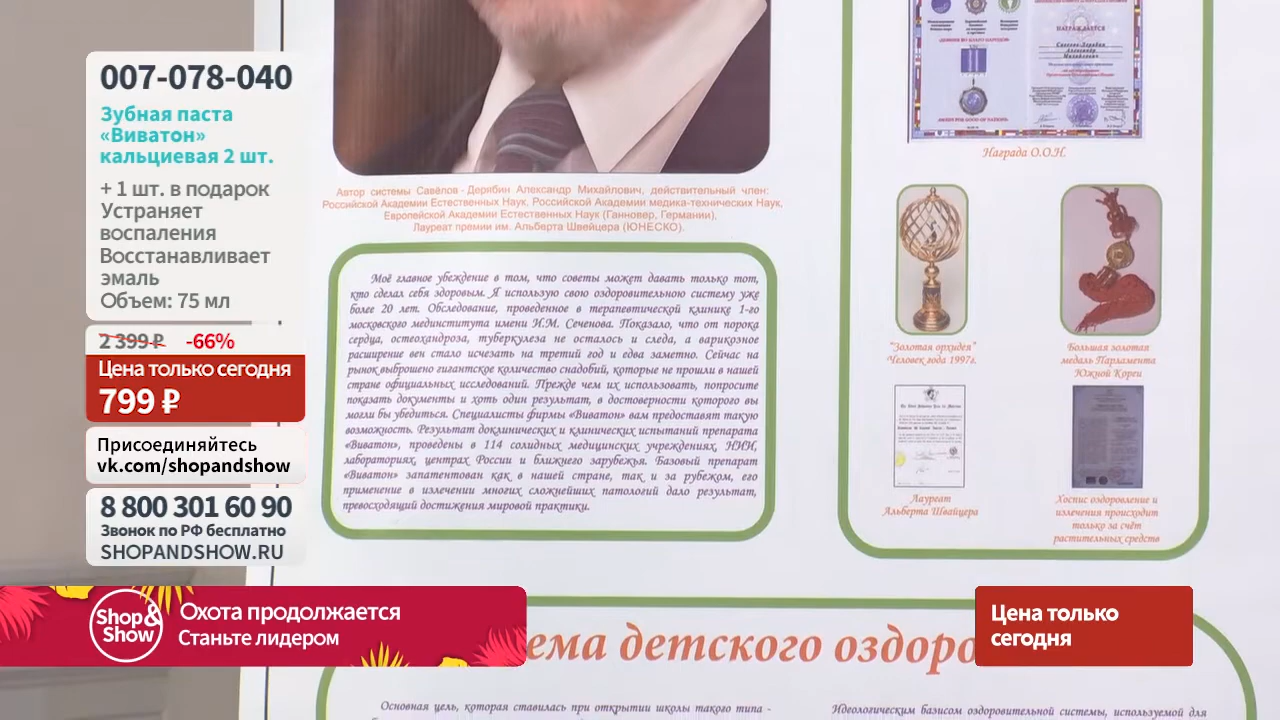 007-078-040
Зубная паста
«Виватон»
кальциевая 2 шт.
+ 1 шт. в подарок
Устраняет
воспаления
Восстанавливает
эмаль
Объем: 75 мл
2 399 ₽ -66%
Цена только сегодня
799 ₽
Присоединяйтесь
vk.com/shopandshow
8 800 301 60 90
Звонок по РФ бесплатно
SHOPANDSHOW.RU
Shop&
Show
Охота продолжается
Станьте лидером
Цена только
сегодня
Автор системы Савёлов - Дерябин Александр Михайлович, действительный член:
Российской Академии Естественных Наук, Российской Академии медика-технических Наук,
Европейской Академии Естественных Наук (Ганновер, Германии),
Лауреат премии им. Альберта Швейцера (ЮНЕСКО).
Моё главное убеждение в том, что советы может давать только тот,
кто сделал себя здоровым. Я использую свою оздоровительною систему уже
более 20 лет. Обследование, проведенное в терапевтической клинике 1-го
московского мединститута имени И.М. Сеченова. Показало, что от порока
сердца, остеохандроза, туберкулеза не осталось и следа, а варикозное
расширение вен стало исчезать на третий год и едва заметно. Сейчас на
рынок выброшено гигантское количество снадобий, которые не прошли в нашей
стране официальных исследований. Прежде чем их использовать, попросите
показать документы и хоть один результат, в достоверности которого вы
могли бы убедиться. Специалисты фирмы «Виватон» вам предоставят такую
возможность. Результат доклинических и клинических испытаний препарата
«Виватон», проведены в 114 солидных медицинских учреждениях, НИИ,
лабораториях, центрах России и ближнего зарубежья. Базовый препарат
«Виватон» запатентован как в нашей стране, так и за рубежом, его
применение в излечении многих сложнейших патологий дало результат,
превосходящий достижения мировой практики.
НАГРАЖДАЕТСЯ
Савелов-Дерябин
Александр
Михайлович
Награда О.О.Н.
"Золотая орхидея"
Человек года 1997г.
Большая золотая
медаль Парламента
Южной Кореи
Лауреат
Альберта Швайцера
Хоспис оздоровление и
излечения происходит
только за счёт
растительных средств
ема детского оздоро
Основная цель, которая ставилась при открытии школы такого типа -
Идеологическим базисом оздоровительной системы, используемой для